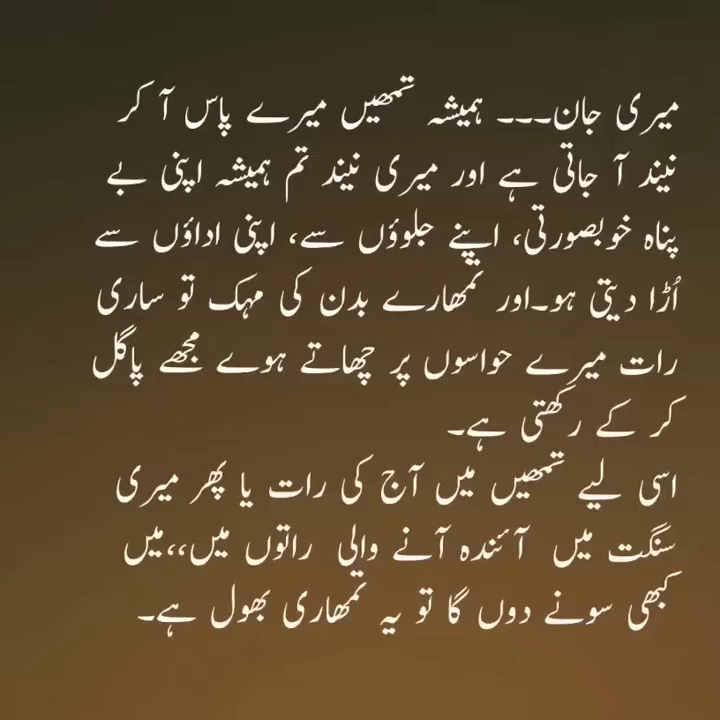 میری جان۔۔۔ ہمیشہ تمھیں میرے پاس آ کر
نیند آ جاتی ہے اور میری نیند تم ہمیشہ اپنی بے
پناہ خوبصورتی، اپنے جلوؤں سے، اپنی اداؤں سے
اُڑا دیتی ہو۔اور تمھارے بدن کی مہک تو ساری
رات میرے حواسوں پر چھاتے ہوے مجھے پاگل
کر کے رکھتی ہے۔
اسی لیے تمھیں میں آج کی رات یا پھر میری
سنگت میں آئندہ آنے والی راتوں میں،،میں
کبھی سونے دوں گا تو یہ تمھاری بھول ہے۔